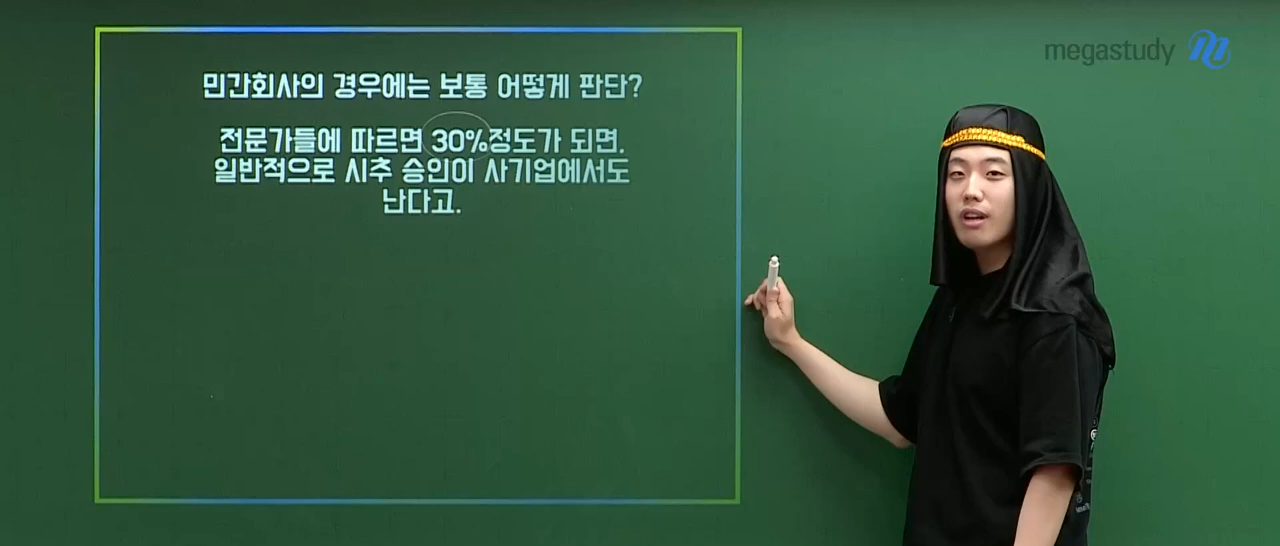 megastudy
민간회사의 경우에는 보통 어떻게 판단?
전문가들에 따르면 30%정도가 되면.
일반적으로 시추 승인이 사기업에서도
난다고.